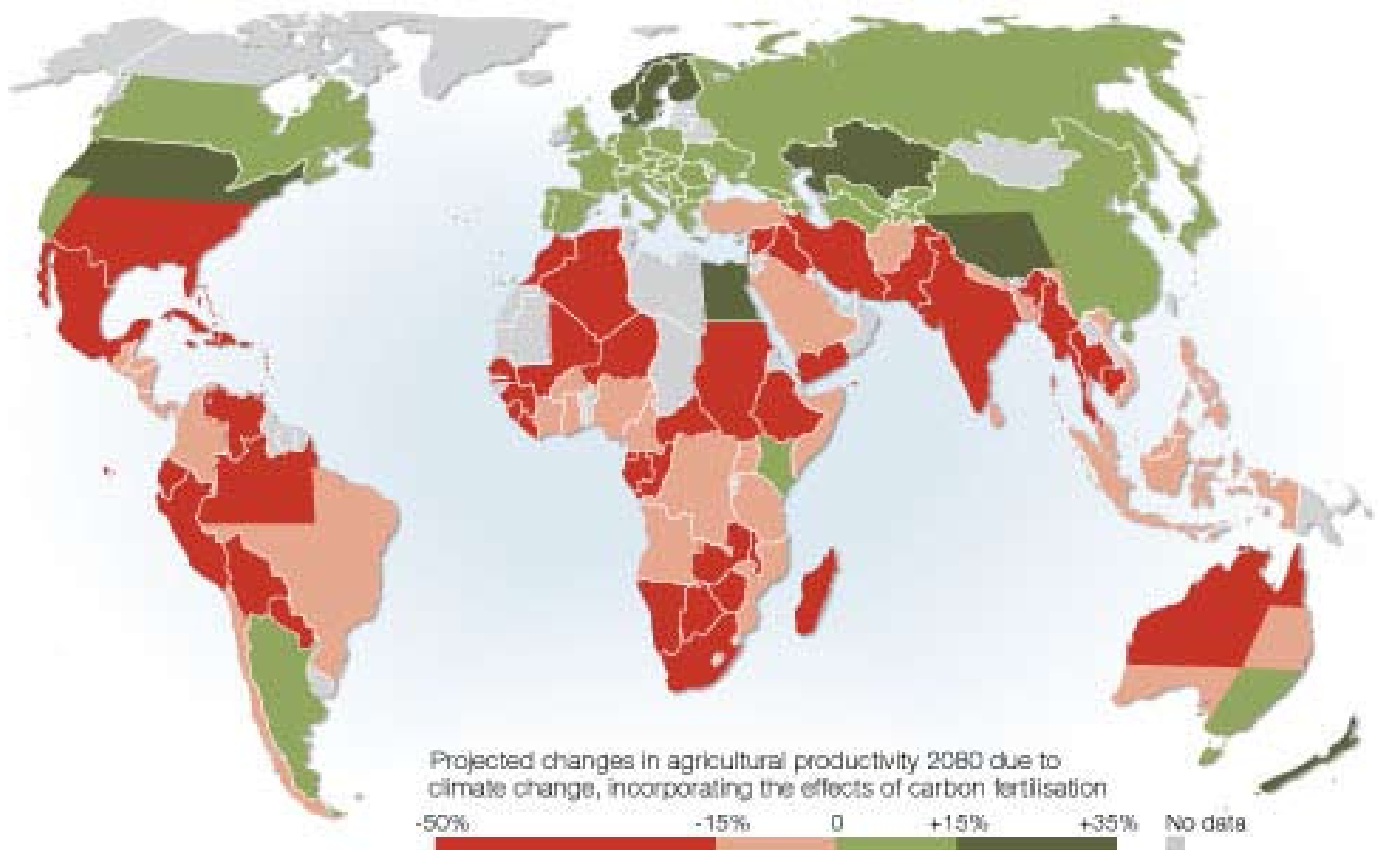 Projected changes in agricultural productivity 2080 due to
climate change, incorporating the effects of carbon fertilisation
-50% -15% 0 +15% +35% No data